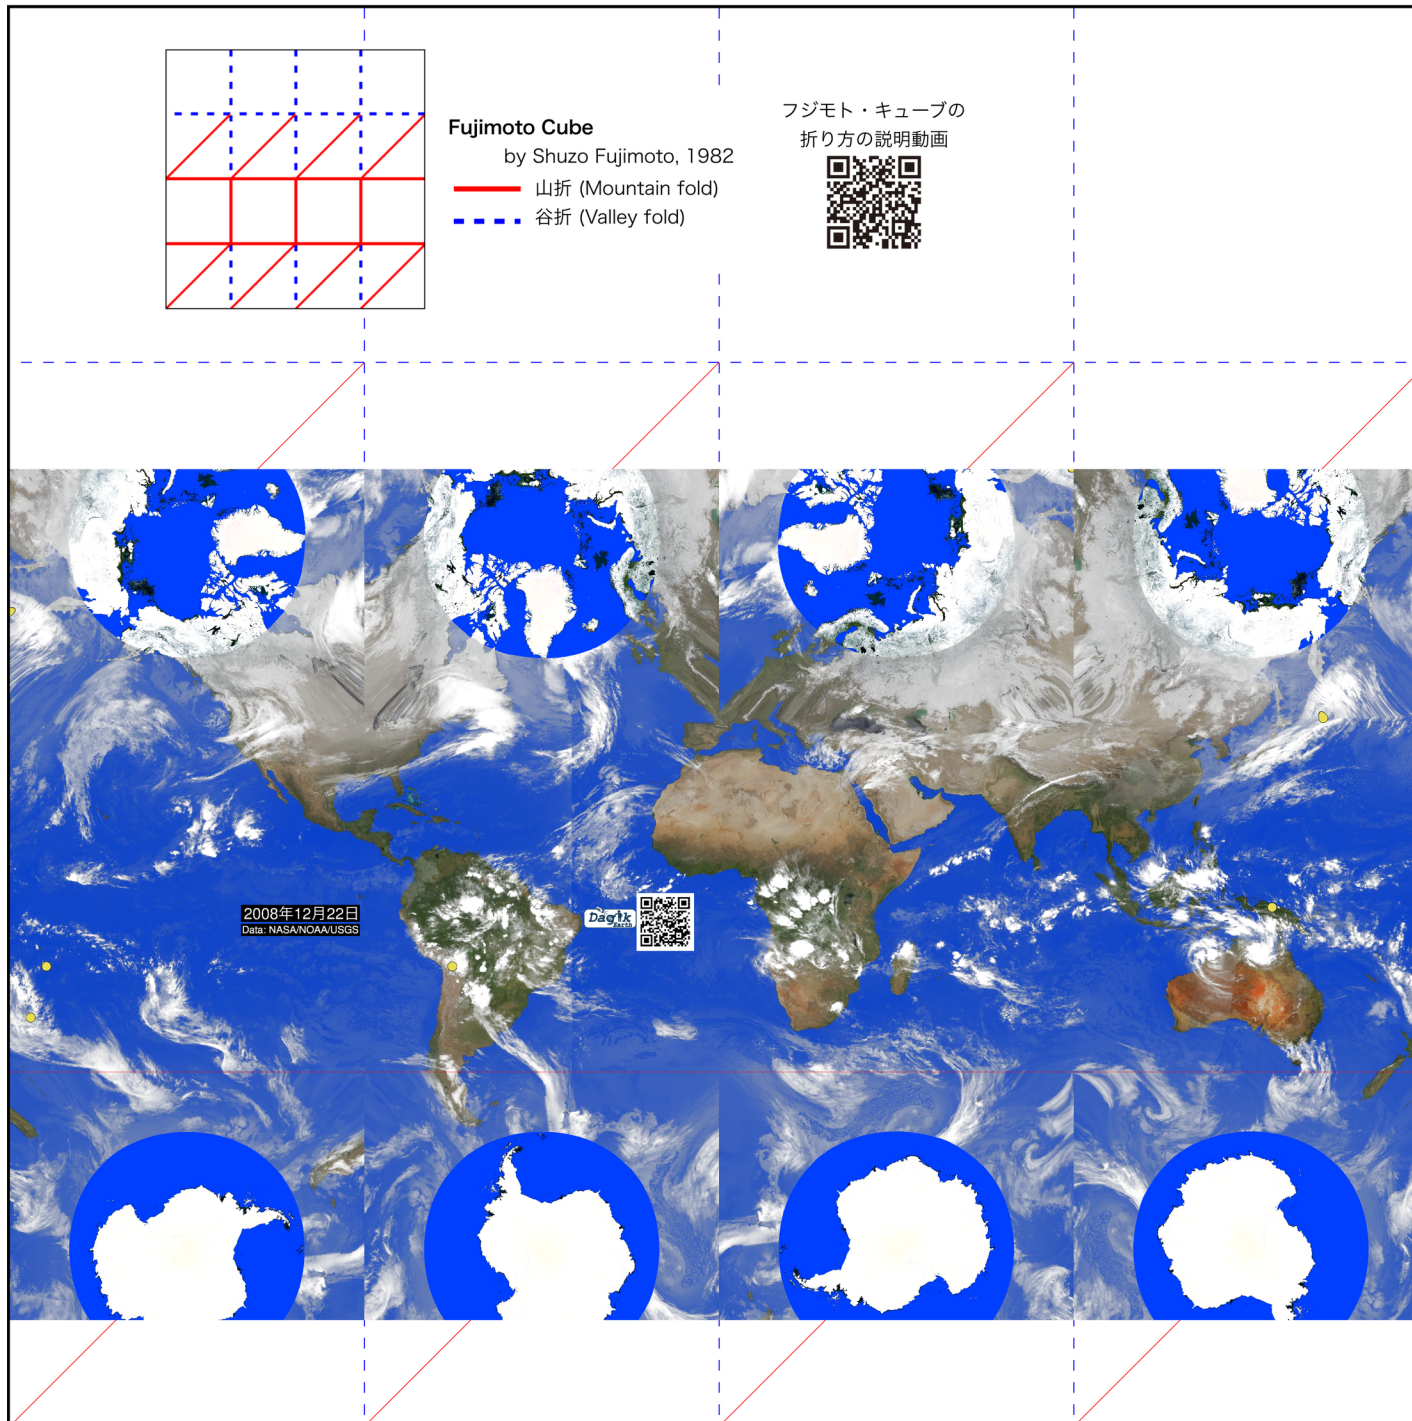 Fujimoto Cube
by Shuzo Fujimoto, 1982
山折 (Mountain fold)
谷折 (Valley fold)
フジモト・キューブの
折り方の説明動画
2008年12月22日
Data: NASA/NOAA/USGS
Dagik
Earth